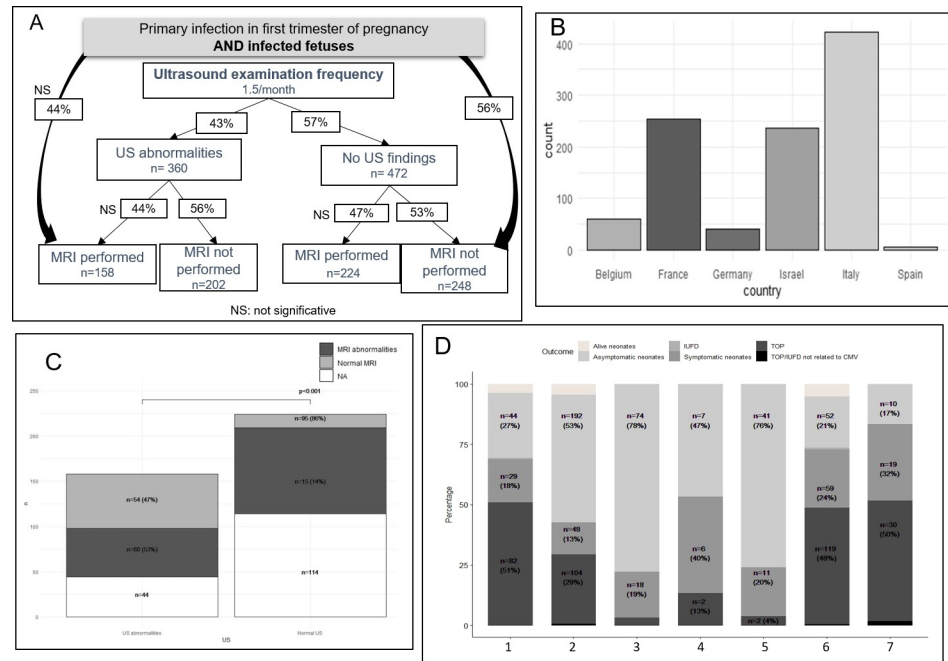 A
Primary infection in first trimester of pregnancy
AND infected fetuses
Ultrasound examination frequency
1.5/month
NS
44%
56%
43%
57%
US abnormalities
n= 360
No US findings
n= 472
NS
44%
56%
NS
47%
53%
MRI performed
n=158
MRI not
performed
n=202
MRI performed
n=224
MRI not
performed
n=248
NS: not significative
B
count
400
300
200
100
0
Belgium
France
Germany
Israel
Italy
Spain
country
C
MRI abnormalities
Normal MRI
NA
p<0.001
n
250
200
150
100
50
0
n=54 (47%)
n=60 (53%)
n=44
n=95 (86%)
n=15 (14%)
n=114
US abnormalities
Normal US
US
D
Outcome
Alive neonates
Asymptomatic neonates
IUFD
Symptomatic neonates
TOP
TOP/IUFD not related to CMV
Percentage
100
75
50
25
0
n=44
(27%)
n=29
(18%)
n=82
(51%)
n=192
(53%)
n=48
(13%)
n=104
(29%)
n=74
(78%)
n=18
(19%)
n=7
(47%)
n=6
(40%)
n=2
(13%)
n=41
(76%)
n=11
(20%)
n=2 (4%)
n=52
(21%)
n=59
(24%)
n=119
(48%)
n=10
(17%)
n=19
(32%)
n=30
(50%)
1
2
3
4
5
6
7